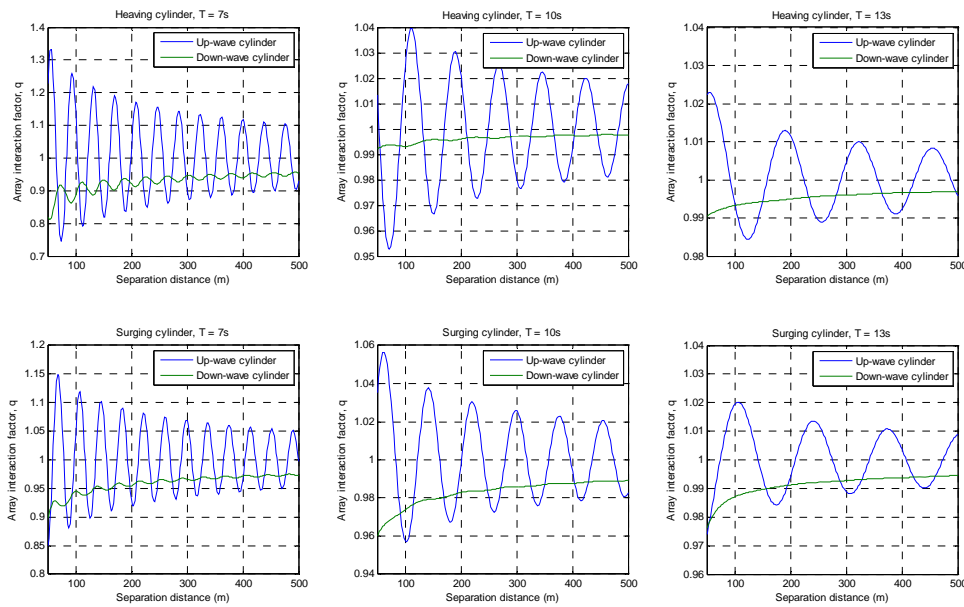 Heaving cylinder, T = 7s
1.4
1.3
1.2
1.1
1
0.9
0.8
0.7
Array interaction factor, q
Up-wave cylinder
Down-wave cylinder
100 200 300 400 500
Separation distance (m)
Heaving cylinder, T = 10s
1.04
1.03
1.02
1.01
1
0.99
0.98
0.97
0.96
0.95
Array interaction factor, q
Up-wave cylinder
Down-wave cylinder
100 200 300 400 500
Separation distance (m)
Heaving cylinder, T = 13s
1.04
1.03
1.02
1.01
1
0.99
0.98
Array interaction factor, q
Up-wave cylinder
Down-wave cylinder
100 200 300 400 500
Separation distance (m)
Surging cylinder, T = 7s
1.2
1.15
1.1
1.05
1
0.95
0.9
0.85
0.8
Array interaction factor, q
Up-wave cylinder
Down-wave cylinder
100 200 300 400 500
Separation distance (m)
Surging cylinder, T = 10s
1.06
1.04
1.02
1
0.98
0.96
0.94
Array interaction factor, q
Up-wave cylinder
Down-wave cylinder
100 200 300 400 500
Separation distance (m)
Surging cylinder, T = 13s
1.04
1.03
1.02
1.01
1
0.99
0.98
0.97
0.96
Array interaction factor, q
Up-wave cylinder
Down-wave cylinder
100 200 300 400 500
Separation distance (m)